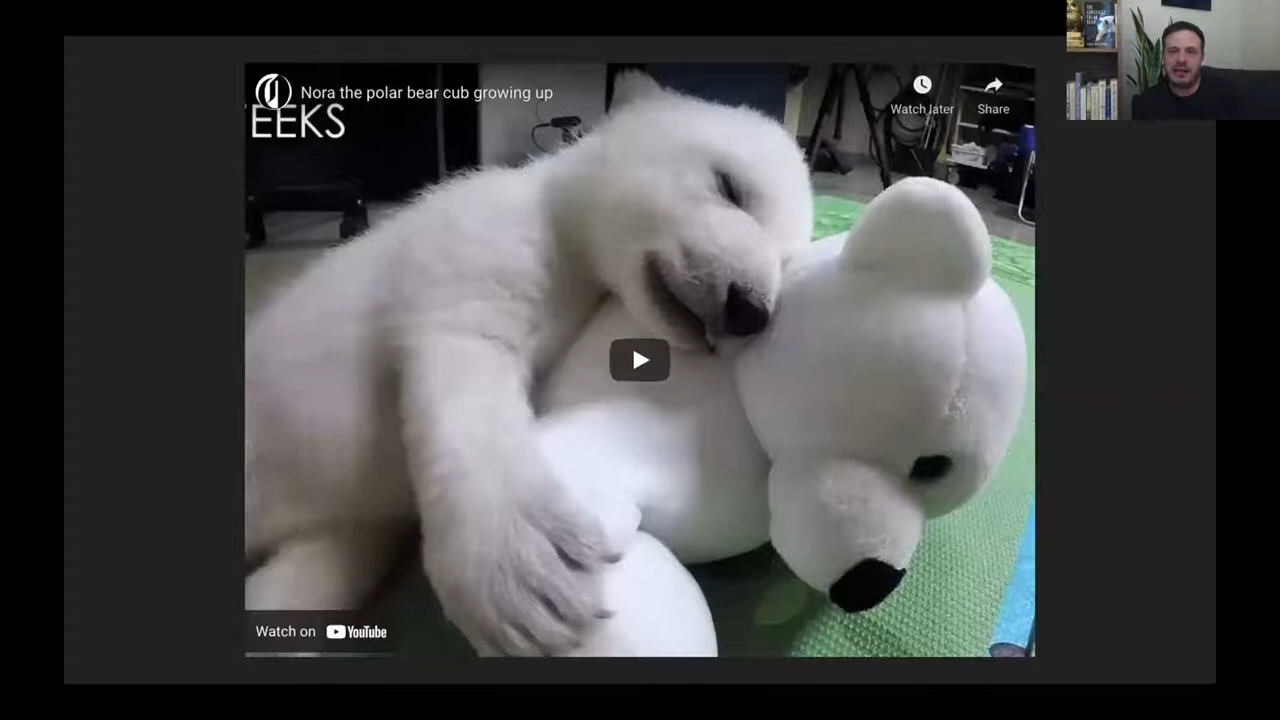 Nora the polar bear cub growing up
EEKS
Watch later
Share
Watch on YouTube